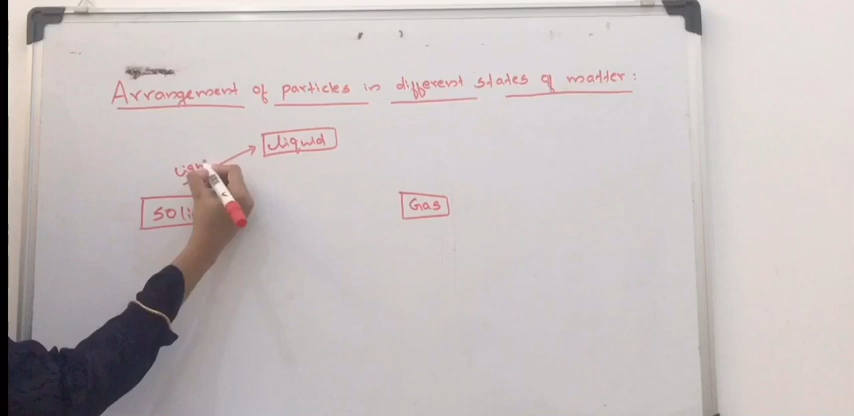 Arrangement of particles in different states of matter:
liquid
Gas